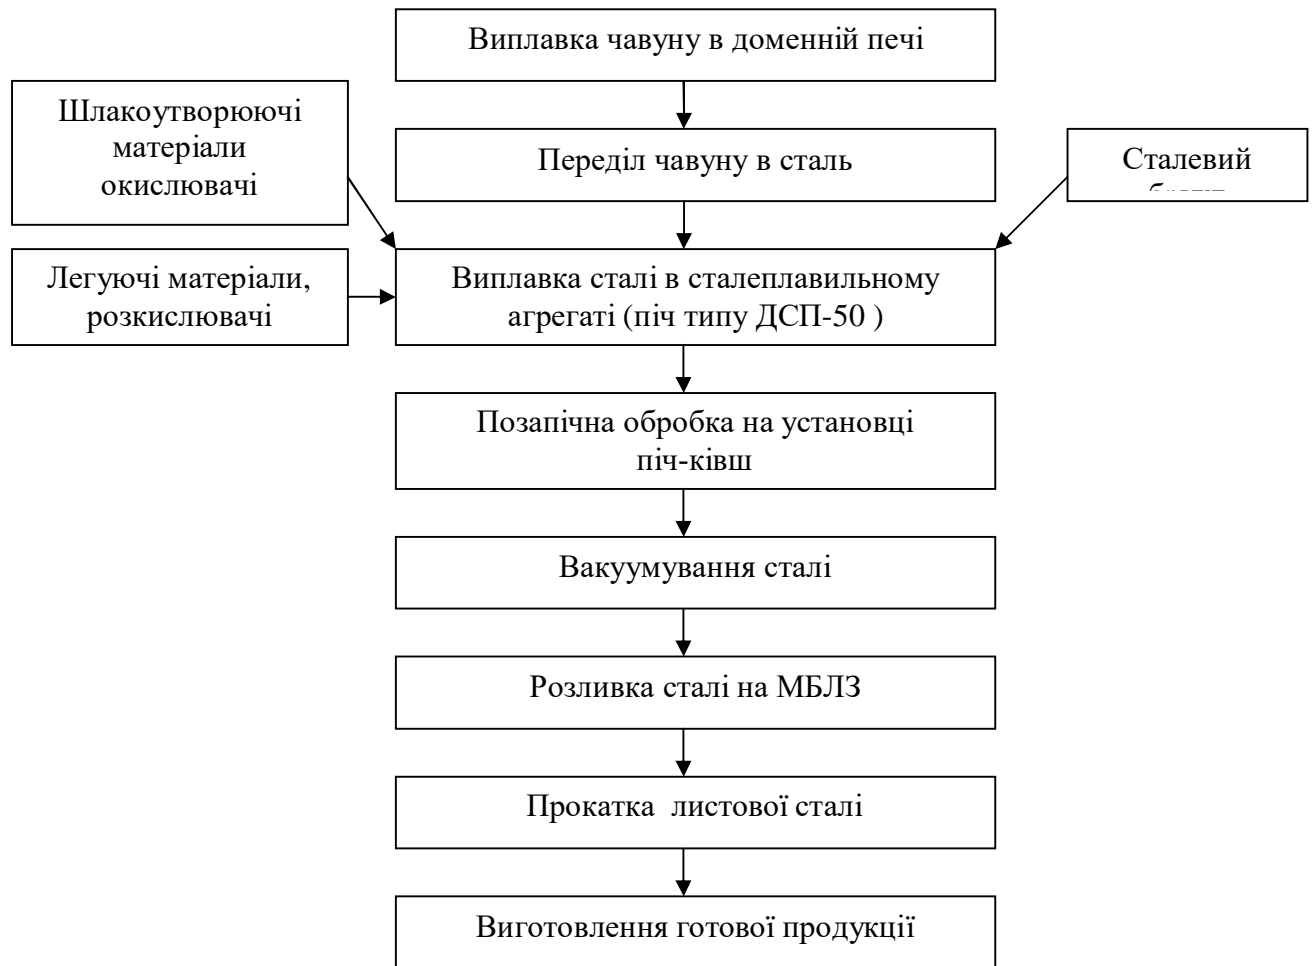 Виплавка чавуну в доменній печі
Шлакоутворюючі
матеріали
окислювачі
Переділ чавуну в сталь
Сталевий
Легуючі матеріали,
розкислювачі
Виплавка сталі в сталеплавильному
агрегаті (піч типу ДСП-50 )
Позапічна обробка на установці
піч-ківш
Вакуумування сталі
Розливка сталі на МБЛЗ
Прокатка листової сталі
Виготовлення готової продукції